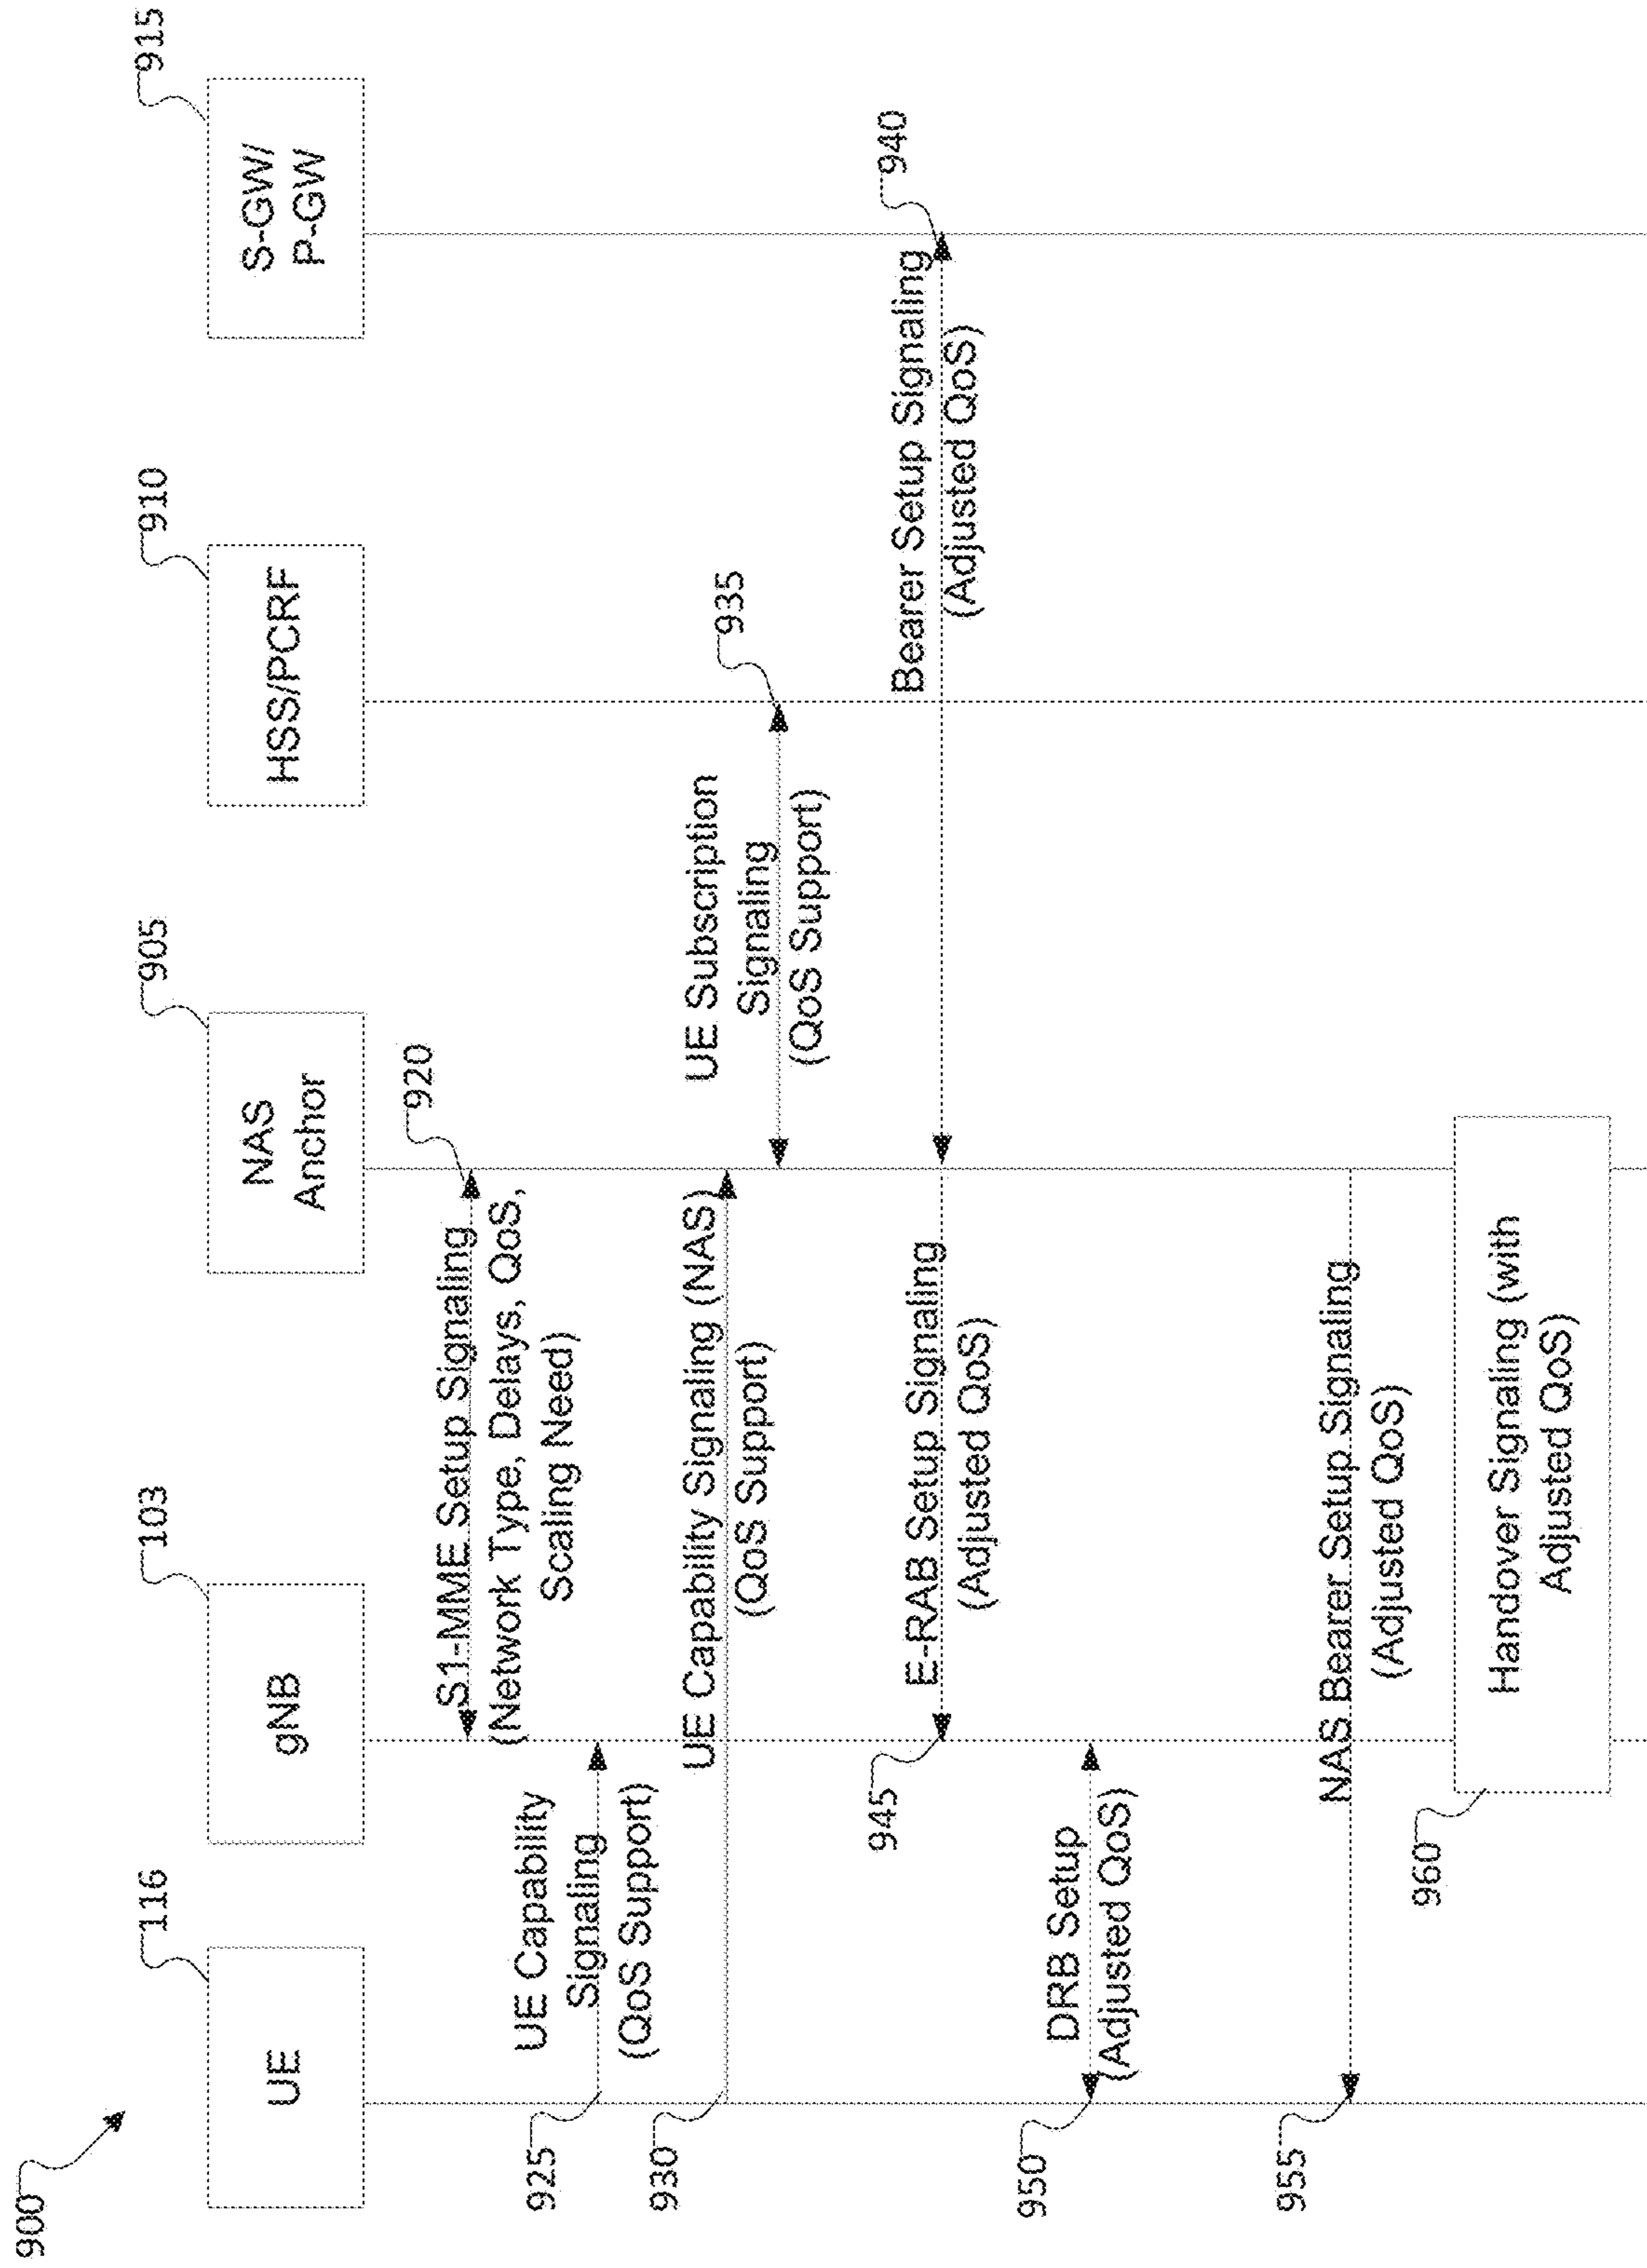 900
UE
116
gNB
103
NAS
Anchor
905
HSS/PCRF
910
S-GW/
P-GW
915
S1-MME Setup Signaling
(Network Type, Delays, QoS,
Scaling Need)
920
UE Capability
Signaling
(QoS Support)
925
UE Capability Signaling (NAS)
(QoS Support)
930
UE Subscription
Signaling
(QoS Support)
935
Bearer Setup Signaling
(Adjusted QoS)
940
E-RAB Setup Signaling
(Adjusted QoS)
945
DRB Setup
(Adjusted QoS)
950
NAS Bearer Setup Signaling
(Adjusted QoS)
955
Handover Signaling (with
Adjusted QoS)
960